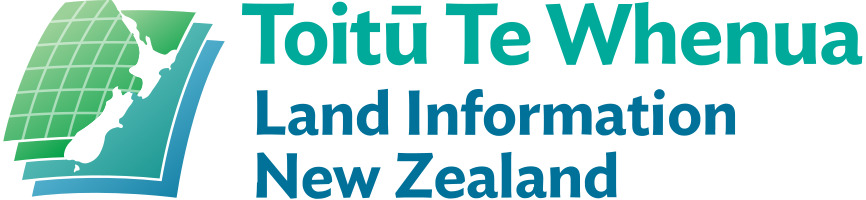 Toitū Te Whenua
Land Information
New Zealand